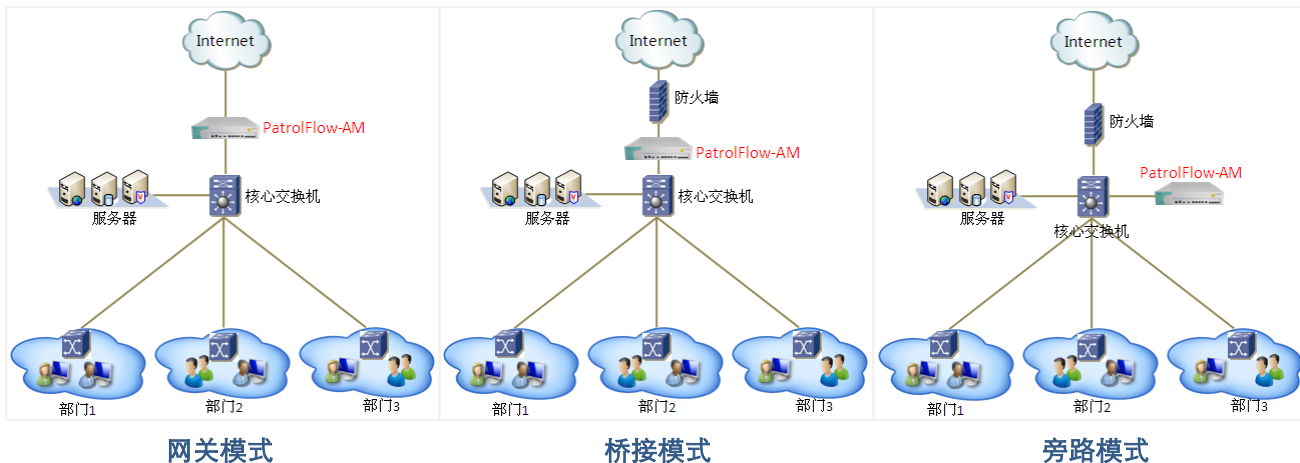 Internet
PatrolFlow-AM
核心交换机
服务器
部门1
部门2
部门3
网关模式
Internet
防火墙
PatrolFlow-AM
核心交换机
服务器
部门1
部门2
部门3
桥接模式
Internet
防火墙
PatrolFlow-AM
服务器
核心交换机
部门1
部门2
部门3
旁路模式